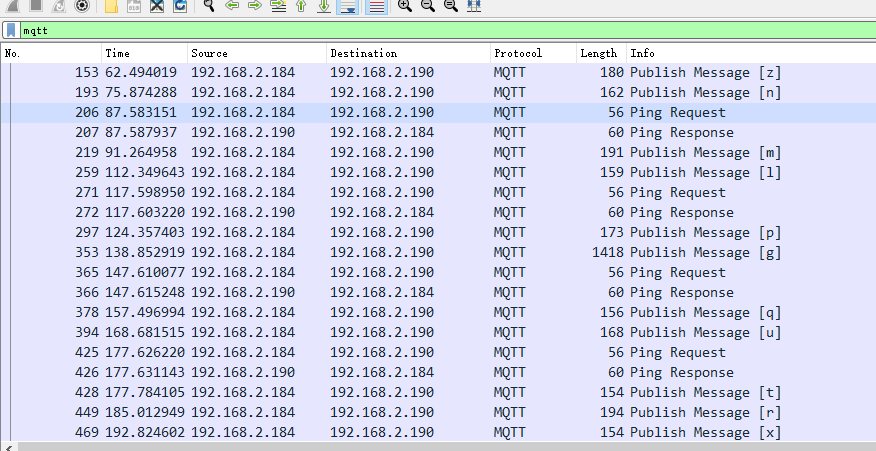 mqtt
No. Time Source Destination Protocol Length Info
153 62.494019 192.168.2.184 192.168.2.190 MQTT 180 Publish Message [z]
193 75.874288 192.168.2.184 192.168.2.190 MQTT 162 Publish Message [n]
206 87.583151 192.168.2.184 192.168.2.190 MQTT 56 Ping Request
207 87.587937 192.168.2.190 192.168.2.184 MQTT 60 Ping Response
219 91.264958 192.168.2.184 192.168.2.190 MQTT 191 Publish Message [m]
259 112.349643 192.168.2.184 192.168.2.190 MQTT 159 Publish Message [l]
271 117.598950 192.168.2.184 192.168.2.190 MQTT 56 Ping Request
272 117.603220 192.168.2.190 192.168.2.184 MQTT 60 Ping Response
297 124.357403 192.168.2.184 192.168.2.190 MQTT 173 Publish Message [p]
353 138.852919 192.168.2.184 192.168.2.190 MQTT 1418 Publish Message [g]
365 147.610077 192.168.2.184 192.168.2.190 MQTT 56 Ping Request
366 147.615248 192.168.2.190 192.168.2.184 MQTT 60 Ping Response
378 157.496994 192.168.2.184 192.168.2.190 MQTT 156 Publish Message [q]
394 168.681515 192.168.2.184 192.168.2.190 MQTT 168 Publish Message [u]
425 177.626220 192.168.2.184 192.168.2.190 MQTT 56 Ping Request
426 177.631143 192.168.2.190 192.168.2.184 MQTT 60 Ping Response
428 177.784105 192.168.2.184 192.168.2.190 MQTT 154 Publish Message [t]
449 185.012949 192.168.2.184 192.168.2.190 MQTT 194 Publish Message [r]
469 192.824602 192.168.2.184 192.168.2.190 MQTT 154 Publish Message [x]